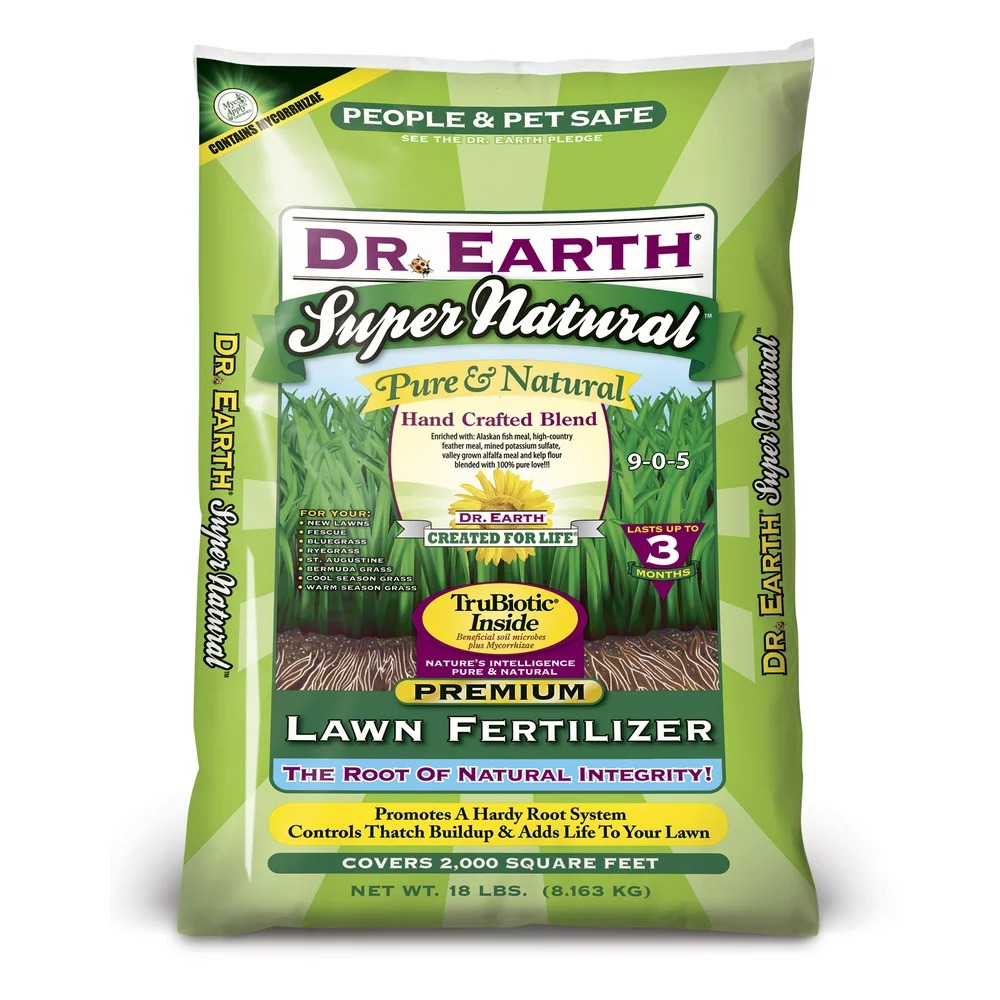 Myco
Apply
CONTAINS MYCORRHIZAE
PEOPLE & PET SAFE
SEE THE DR. EARTH PLEDGE
DR. EARTH®
Super Natural™
Pure & Natural
Hand Crafted Blend
Enriched with: Alaskan fish meal, high-country
feather meal, mined potassium sulfate,
valley grown alfalfa meal and kelp flour
blended with 100% pure love!!!
9-0-5
FOR YOUR:
• NEW LAWNS
• FESCUE
• BLUEGRASS
• RYEGRASS
• ST. AUGUSTINE
• BERMUDA GRASS
• COOL SEASON GRASS
• WARM SEASON GRASS
DR. EARTH
CREATED FOR LIFE®
LASTS UP TO
3
MONTHS
TruBiotic®
Inside
Beneficial soil microbes
plus Mycorrhizae
NATURE'S INTELLIGENCE
PURE & NATURAL
PREMIUM
LAWN FERTILIZER
THE ROOT OF NATURAL INTEGRITY!
Promotes A Hardy Root System
Controls Thatch Buildup & Adds Life To Your Lawn
COVERS 2,000 SQUARE FEET
NET WT. 18 LBS. (8.163 KG)
DR. EARTH® Super Natural™
DR. EARTH® Super Natural™